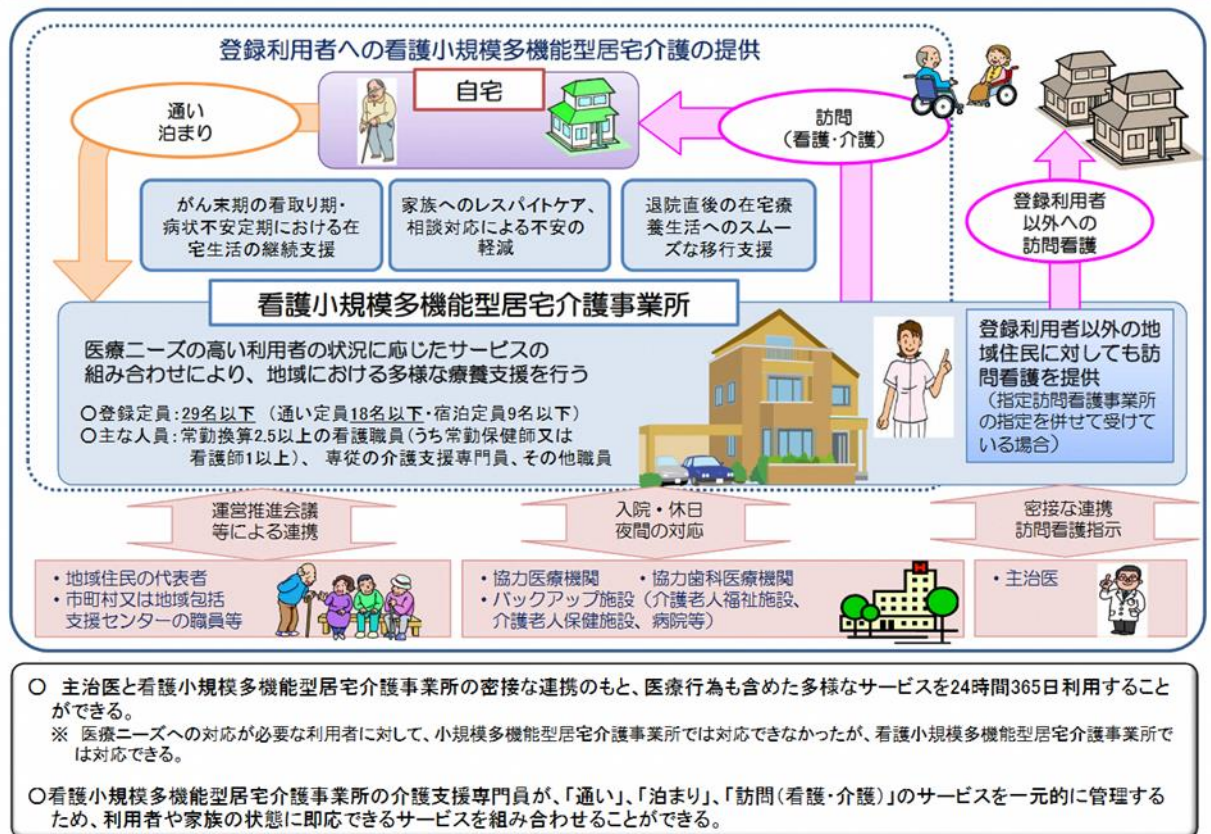 登録利用者への看護小規模多機能型居宅介護の提供
自宅
通い
泊まり
訪問
(看護・介護)
がん末期の看取り期・
病状不安定期における在
宅生活の継続支援
家族へのレスパイトケア、
相談対応による不安の
軽減
退院直後の在宅療
養生活へのスムー
ズな移行支援
登録利用者
以外への
訪問看護
看護小規模多機能型居宅介護事業所
医療ニーズの高い利用者の状況に応じたサービスの
組み合わせにより、地域における多様な療養支援を行う
○登録定員:29名以下 (通い定員18名以下・宿泊定員9名以下)
○主な人員:常勤換算2.5以上の看護職員(うち常勤保健師又は
看護師1以上)、 専従の介護支援専門員、その他職員
登録利用者以外の地
域住民に対しても訪
問看護を提供
(指定訪問看護事業所
の指定を併せて受けて
いる場合)
運営推進会議
等による連携
入院・休日
夜間の対応
密接な連携
訪問看護指示
・地域住民の代表者
・市町村又は地域包括
支援センターの職員等
・協力医療機関 ・協力歯科医療機関
・バックアップ施設(介護老人福祉施設、
介護老人保健施設、病院等)
H
・主治医
○ 主治医と看護小規模多機能型居宅介護事業所の密接な連携のもと、医療行為も含めた多様なサービスを24時間365日利用すること
ができる。
※ 医療ニーズへの対応が必要な利用者に対して、小規模多機能型居宅介護事業所では対応できなかったが、看護小規模多機能型居宅介護事業所で
は対応できる。
○看護小規模多機能型居宅介護事業所の介護支援専門員が、「通い」、「泊まり」、「訪問(看護・介護)」のサービスを一元的に管理する
ため、利用者や家族の状態に即応できるサービスを組み合わせることができる。